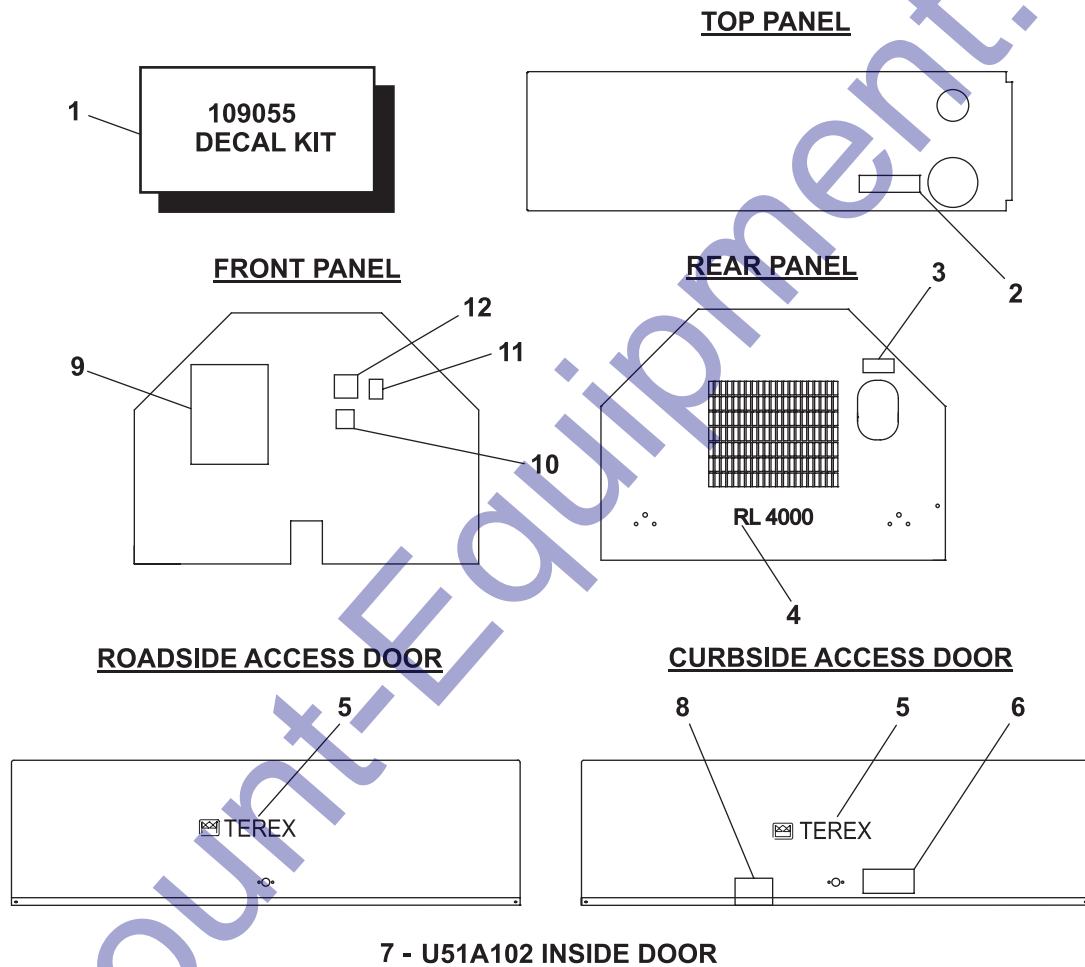 TOP PANEL
1
109055
DECAL KIT
2
FRONT PANEL
9
12
11
10
REAR PANEL
3
RL 4000
4
ROADSIDE ACCESS DOOR
5
TEREX
CURBSIDE ACCESS DOOR
8
5
6
TEREX
7 - U51A102 INSIDE DOOR
ount-Equipment.